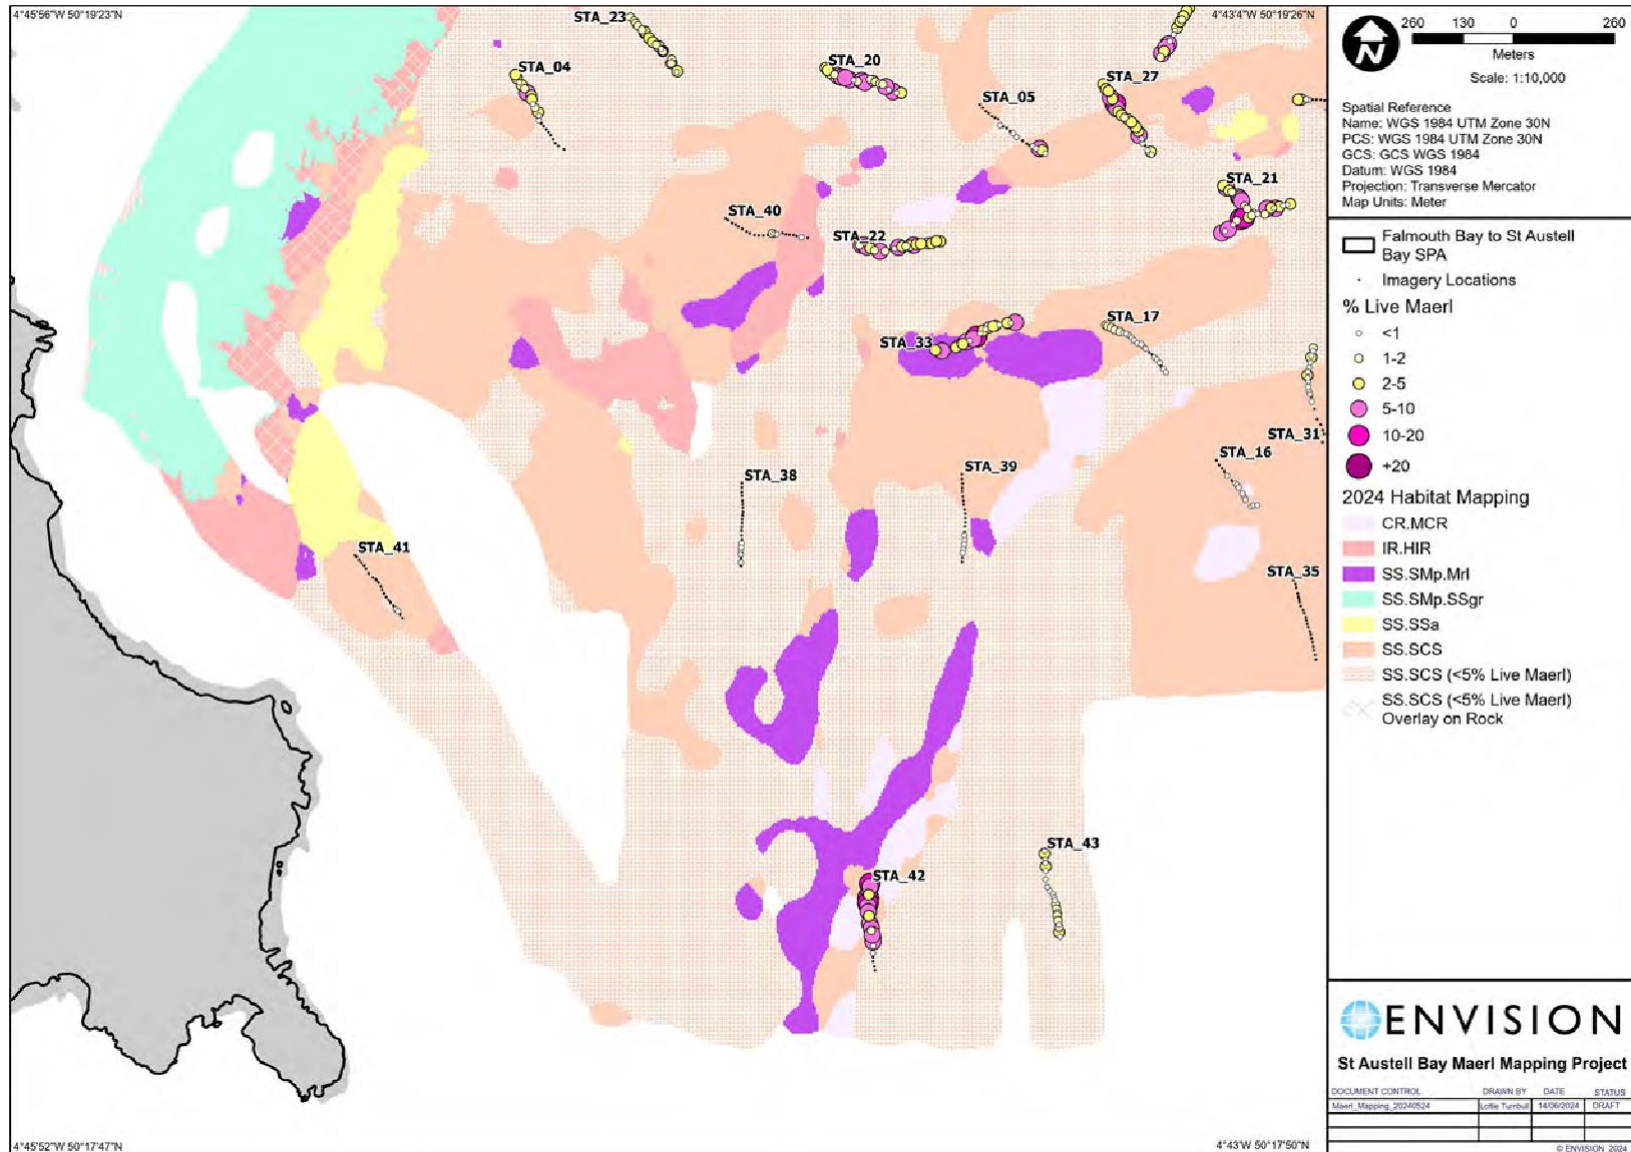 4°45'56"W 50°19'23"N
4°43'4"W 50°19'26"N
STA_23
STA_04
STA_20
STA_05
STA_27
STA_21
STA_40
STA_22
STA_17
STA_33
STA_31
STA_16
STA_38
STA_39
STA_41
STA_35
STA_43
STA_42
4°45'52"W 50°17'47"N
4°43'W 50°17'50"N
N
260 130 0 260
Meters
Scale: 1:10,000
Spatial Reference
Name: WGS 1984 UTM Zone 30N
PCS: WGS 1984 UTM Zone 30N
GCS: GCS WGS 1984
Datum: WGS 1984
Projection: Transverse Mercator
Map Units: Meter
Falmouth Bay to St Austell
Bay SPA
Imagery Locations
% Live Maerl
<1
1-2
2-5
5-10
10-20
+20
2024 Habitat Mapping
CR.MCR
IR.HIR
SS.SMp.Mrl
SS.SMp.SSgr
SS.SSa
SS.SCS
SS.SCS (<5% Live Maerl)
SS.SCS (<5% Live Maerl)
Overlay on Rock
ENVISION
St Austell Bay Maerl Mapping Project
DOCUMENT CONTROL DRAWN BY DATE STATUS
Maerl_Mapping_20240524 Lottie Turnbull 14/06/2024 DRAFT
© ENVISION 2024